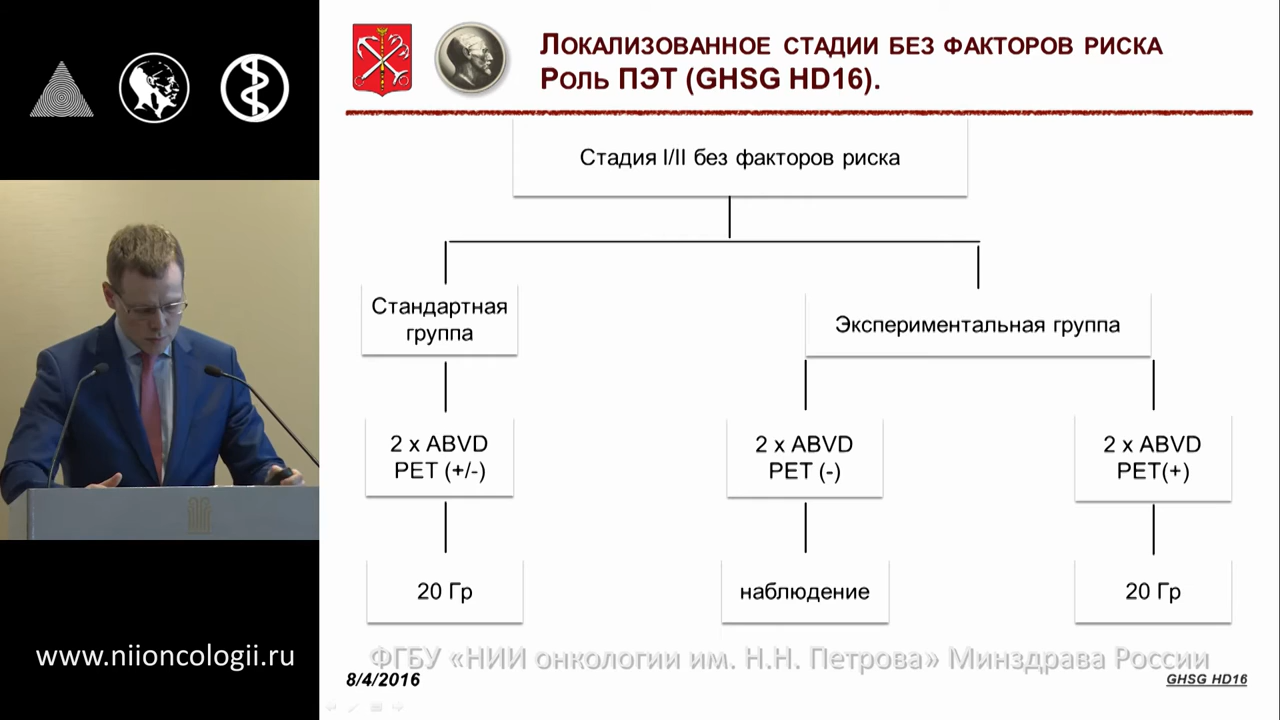 Локализованное стадии без факторов риска
Роль ПЭТ (GHSG HD16).
Стадия I/II без факторов риска
Стандартная
группа
Экспериментальная группа
2 x ABVD
PET (+/-)
2 x ABVD
PET (-)
2 x ABVD
PET(+)
20 Гр
наблюдение
20 Гр
www.niioncologii.ru
ФГБУ «НИИ онкологии им. Н.Н. Петрова» Минздрава России
8/4/2016
GHSG HD16